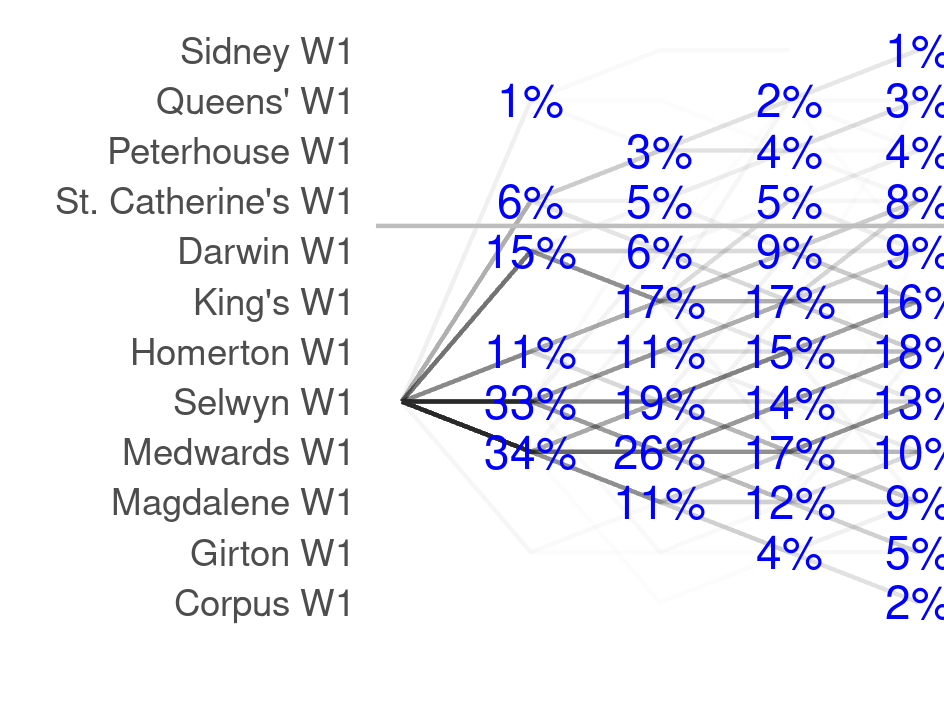 Sidney W1 1%
Queens' W1 1% 2% 3%
Peterhouse W1 3% 4% 4%
St. Catherine's W1 6% 5% 5% 8%
Darwin W1 15% 6% 9% 9%
King's W1 17% 17% 16%
Homerton W1 11% 11% 15% 18%
Selwyn W1 33% 19% 14% 13%
Medwards W1 34% 26% 17% 10%
Magdalene W1 11% 12% 9%
Girton W1 4% 5%
Corpus W1 2%